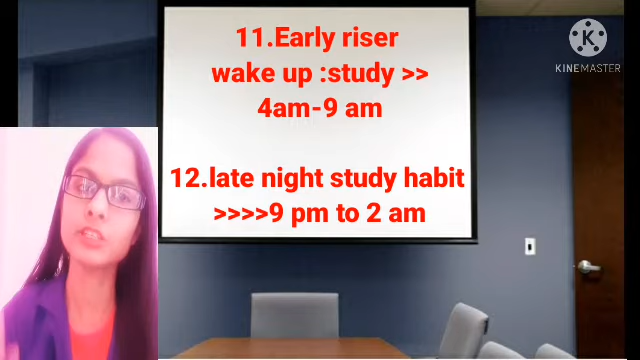 11.Early riser
wake up :study >>
4am-9 am
12.late night study habit
>>>>9 pm to 2 am
K
KINEMASTER